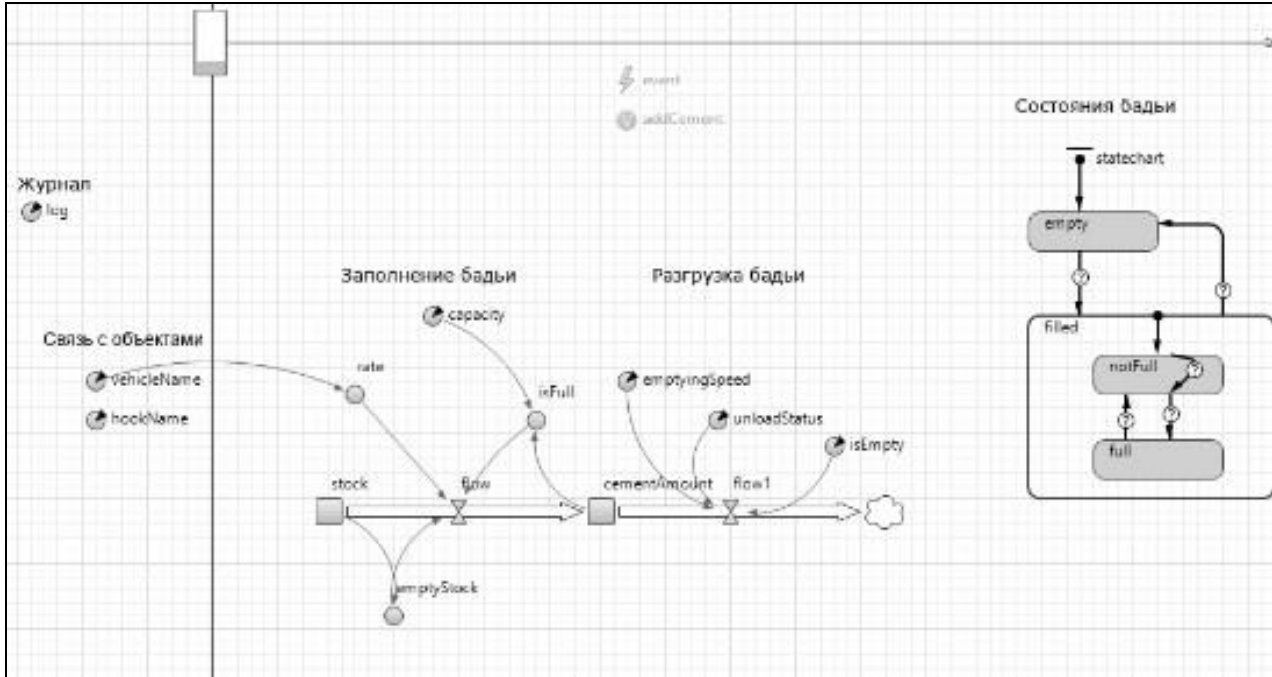 event
addCement
Состояния бадьи
statechart
Журнал
log
empty
Заполнение бадьи
Разгрузка бадьи
capacity
filled
Связь с объектами
rate
notFull
vehicleName
emptyingSpeed
isFull
hookName
unloadStatus
isEmpty
full
stock
flow
cementAmount
flow1
emptyStock
?
?
?
?
?